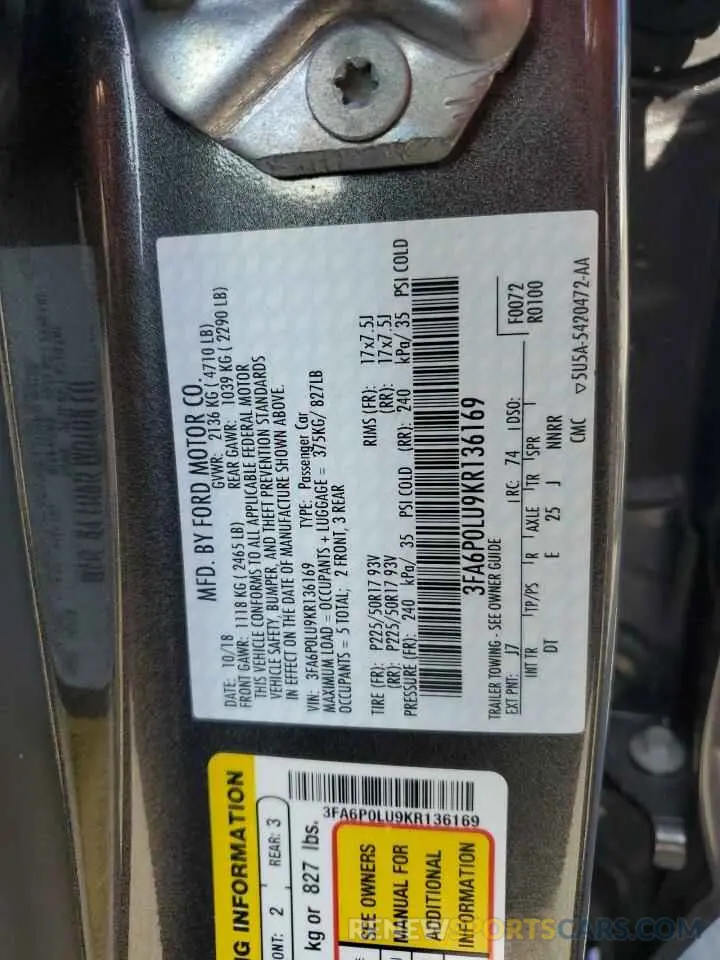 MFD. BY FORD MOTOR CO.
DATE: 10/18 GVWR: 2136 KG ( 4710 LB)
FRONT GAWR: 1118 KG ( 2465 LB) REAR GAWR: 1039 KG ( 2290 LB)
THIS VEHICLE CONFORMS TO ALL APPLICABLE FEDERAL MOTOR
VEHICLE SAFETY, BUMPER, AND THEFT PREVENTION STANDARDS
IN EFFECT ON THE DATE OF MANUFACTURE SHOWN ABOVE.
VIN: 3FA6P0LU9KR136169 TYPE: Passenger Car
MAXIMUM LOAD = OCCUPANTS + LUGGAGE = 375KG/ 827LB
OCCUPANTS = 5 TOTAL; 2 FRONT, 3 REAR
TIRE (FR): P225/50R17 93V RIMS (FR): 17x7.5J
(RR): P225/50R17 93V (RR): 17x7.5J
PRESSURE (FR): 240 kPa/ 35 PSI COLD (RR): 240 kPa/ 35 PSI COLD
3FA6P0LU9KR136169
TRAILER TOWING - SEE OWNER GUIDE F0072
R0100
EXT PNT: J7 RC: 74 DSO:
INT TR TP/PS R AXLE TR SPR
DT E 25 J NNRR
CMC ▽5U5A-5420472-AA
NG INFORMATION
ONT: 2 REAR: 3
kg or 827 lbs.
3FA6P0LU9KR136169
SEE OWNERS
MANUAL FOR
ADDITIONAL
INFORMATION
RENEWSPORTSCARS.COM